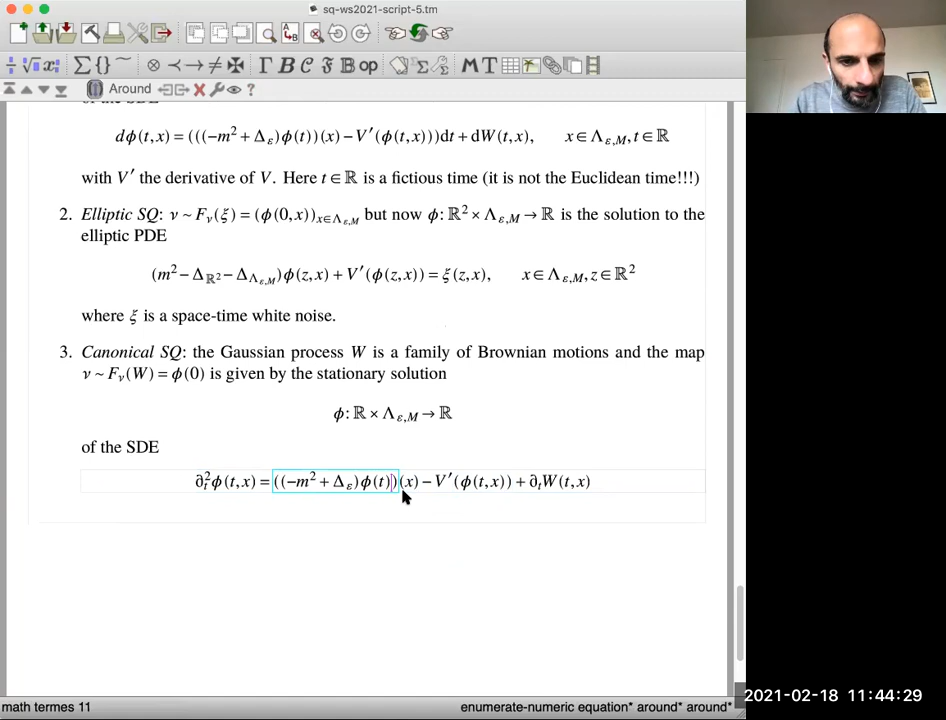 sq-ws2021-script-5.tm
Around
dϕ(t,x) = (((−m² + Δ_ε)ϕ(t))(x) − V′(ϕ(t,x)))dt + dW(t,x), x ∈ Λ_{ε,M}, t ∈ ℝ
with V′ the derivative of V. Here t ∈ ℝ is a fictious time (it is not the Euclidean time!!!)
2. Elliptic SQ: ν ~ F_ν(ξ) = (ϕ(0,x))_{x∈Λ_{ε,M}} but now ϕ: ℝ² × Λ_{ε,M} → ℝ is the solution to the
elliptic PDE
(m² − Δ_{ℝ²} − Δ_{Λ_{ε,M}})ϕ(z,x) + V′(ϕ(z,x)) = ξ(z,x), x ∈ Λ_{ε,M}, z ∈ ℝ²
where ξ is a space-time white noise.
3. Canonical SQ: the Gaussian process W is a family of Brownian motions and the map
ν ~ F_ν(W) = ϕ(0) is given by the stationary solution
ϕ: ℝ × Λ_{ε,M} → ℝ
of the SDE
∂_t²ϕ(t,x) = ((−m² + Δ_ε)ϕ(t))(x) − V′(ϕ(t,x)) + ∂_tW(t,x)
math termes 11
enumerate-numeric equation* around* around*
2021-02-18 11:44:29